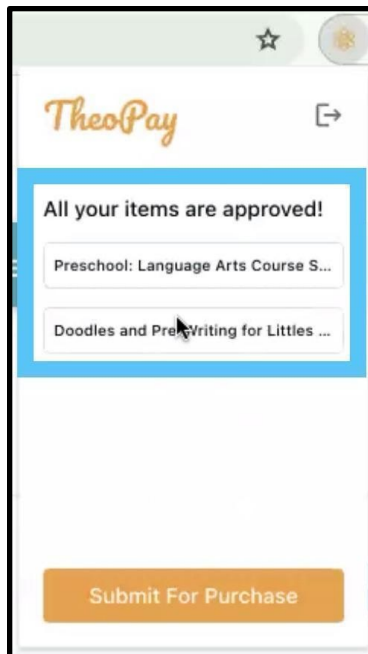 TheoPay
All your items are approved!
Preschool: Language Arts Course S...
Doodles and Pre-Writing for Littles ...
Submit For Purchase